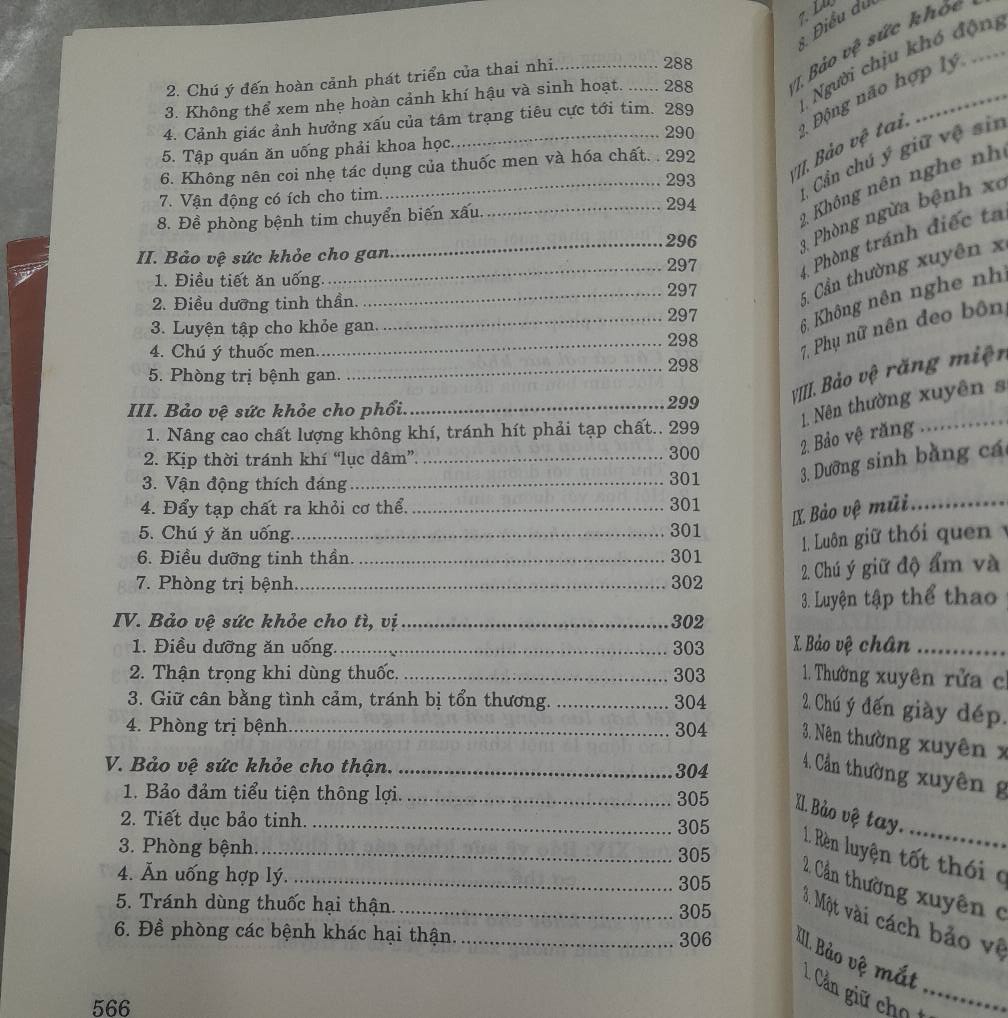 2. Chú ý đến hoàn cảnh phát triển của thai nhi.................... 288
3. Không thể xem nhẹ hoàn cảnh khí hậu và sinh hoạt. ...... 288
4. Cảnh giác ảnh hưởng xấu của tâm trạng tiêu cực tới tim. 289
5. Tập quán ăn uống phải khoa học.................................... 290
6. Không nên coi nhẹ tác dụng của thuốc men và hóa chất. . 292
7. Vận động có ích cho tim.................................................. 293
8. Đề phòng bệnh tim chuyển biến xấu................................ 294
II. Bảo vệ sức khỏe cho gan.............................................296
1. Điều tiết ăn uống............................................................ 297
2. Điều dưỡng tinh thần. .................................................... 297
3. Luyện tập cho khỏe gan. ................................................ 297
4. Chú ý thuốc men............................................................. 298
5. Phòng trị bệnh gan. ....................................................... 298
III. Bảo vệ sức khỏe cho phổi...........................................299
1. Nâng cao chất lượng không khí, tránh hít phải tạp chất.. 299
2. Kịp thời tránh khí “lục dâm”. ......................................... 300
3. Vận động thích đáng ...................................................... 301
4. Đẩy tạp chất ra khỏi cơ thể. ........................................... 301
5. Chú ý ăn uống................................................................. 301
6. Điều dưỡng tinh thần. .................................................... 301
7. Phòng trị bệnh................................................................ 302
IV. Bảo vệ sức khỏe cho tì, vị............................................302
1. Điều dưỡng ăn uống........................................................ 303
2. Thận trọng khi dùng thuốc. ............................................ 303
3. Giữ cân bằng tình cảm, tránh bị tổn thương. ................. 304
4. Phòng trị bệnh................................................................ 304
V. Bảo vệ sức khỏe cho thận. ............................................304
1. Bảo đảm tiểu tiện thông lợi. ........................................... 305
2. Tiết dục bảo tinh. ........................................................... 305
3. Phòng bệnh..................................................................... 305
4. Ăn uống hợp lý. .............................................................. 305
5. Tránh dùng thuốc hại thận. ............................................ 305
6. Đề phòng các bệnh khác hại thận. .................................. 306
566
8. Điều
VI. Bảo vệ sức khỏe
1. Người chịu khó động
2. Động não hợp lý. .....
VII. Bảo vệ tai. ..............
1. Cần chú ý giữ vệ sin
2. Không nên nghe
3. Phòng ngừa bệnh
4. Phòng tránh điếc tai
5. Cần thường xuyên
6. Không nên nghe
7. Phụ nữ nên đeo
VIII. Bảo vệ răng miện
1. Nên thường xuyên
2. Bảo vệ răng ..............
3. Dưỡng sinh bằng
IX. Bảo vệ mũi..............
1. Luôn giữ thói quen
2. Chú ý giữ độ ẩm và
3. Luyện tập thể thao
X. Bảo vệ chân ..............
1. Thường xuyên rửa
2. Chú ý đến giày dép.
3. Nên thường xuyên
4. Cần thường xuyên
XI. Bảo vệ tay. ..............
1. Rèn luyện tốt thói
2. Cần thường xuyên
3. Một vài cách bảo vệ
XII. Bảo vệ mắt ............
1. Cần giữ cho